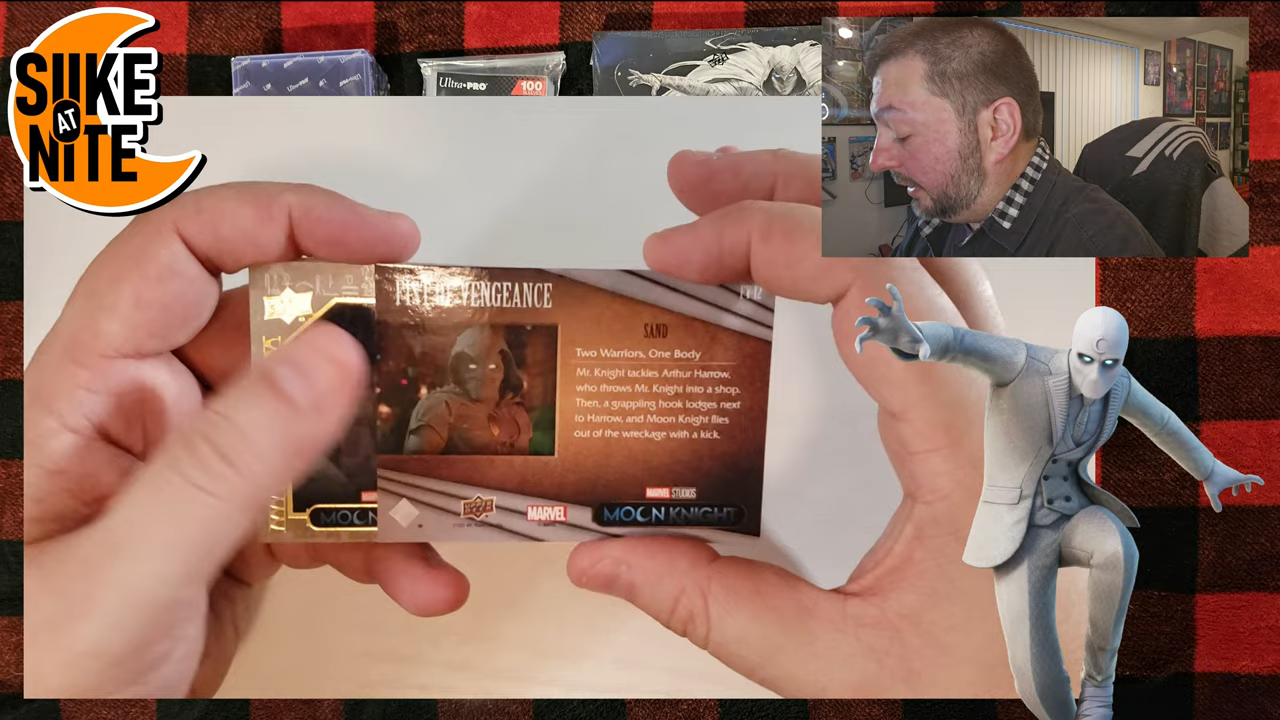 SUKE
AT
NITE
Ultra•PRO
100
FIST OF VENGEANCE
SAND
Two Warriors, One Body
Mr. Knight tackles Arthur Harrow,
who throws Mr. Knight into a shop.
Then, a grappling hook lodges next
to Harrow, and Moon Knight flies
out of the wreckage with a kick.
MARVEL STUDIOS
MOON KNIGHT
MARVEL
MOON